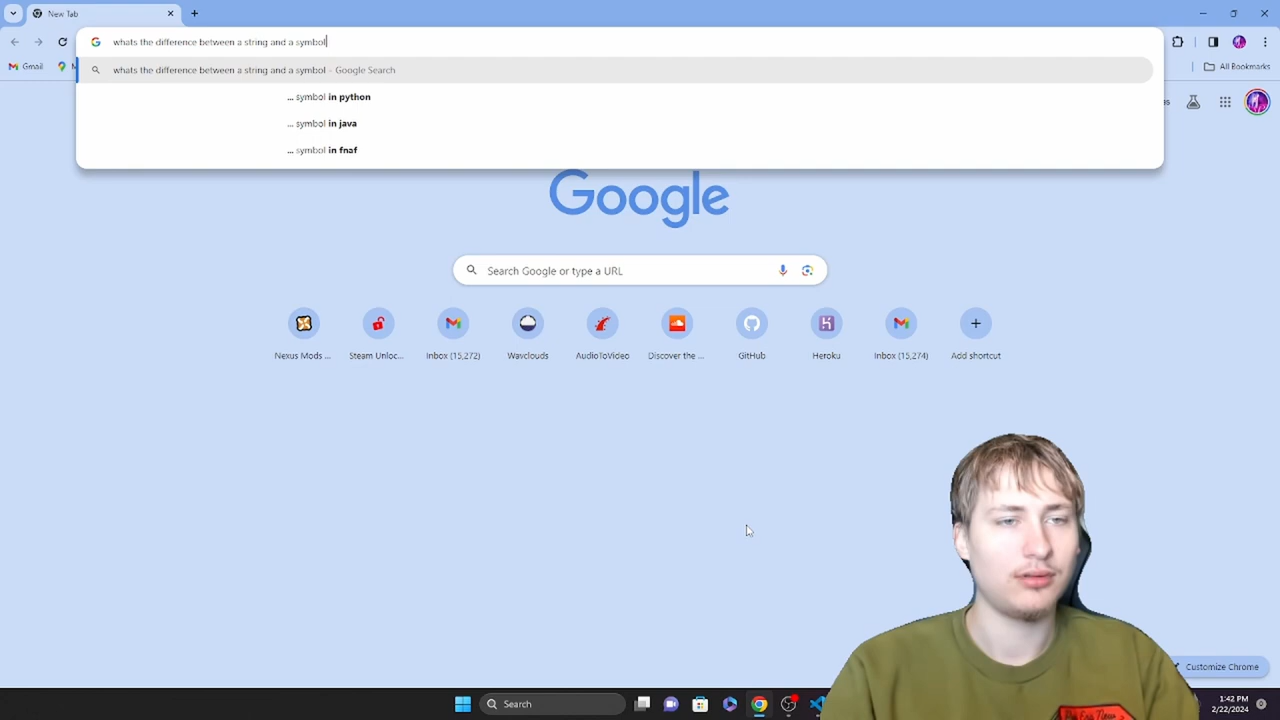 New Tab
whats the difference between a string and a symbol
Gmail
All Bookmarks
whats the difference between a string and a symbol - Google Search
... symbol in python
... symbol in java
... symbol in fnaf
Google
Search Google or type a URL
Nexus Mods ...
Steam Unloc...
Inbox (15,272)
Wavclouds
AudioToVideo
Discover the ...
GitHub
Heroku
Inbox (15,274)
Add shortcut
Customize Chrome
Search
1:42 PM
2/22/2024